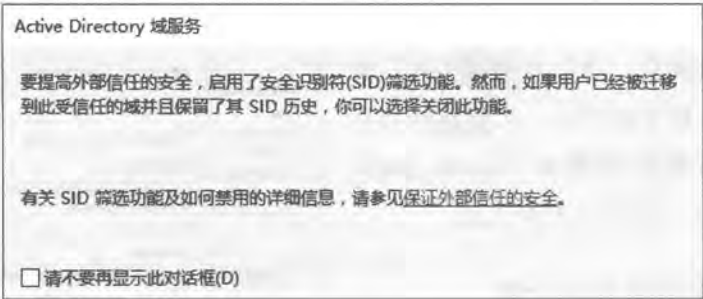 Active Directory 域服务
要提高外部信任的安全，启用了安全识别符(SID)筛选功能。然而，如果用户已经被迁移
到此受信任的域并且保留了其 SID 历史，你可以选择关闭此功能。
有关 SID 筛选功能及如何禁用的详细信息，请参见保证外部信任的安全。
请不要再显示此对话框(D)